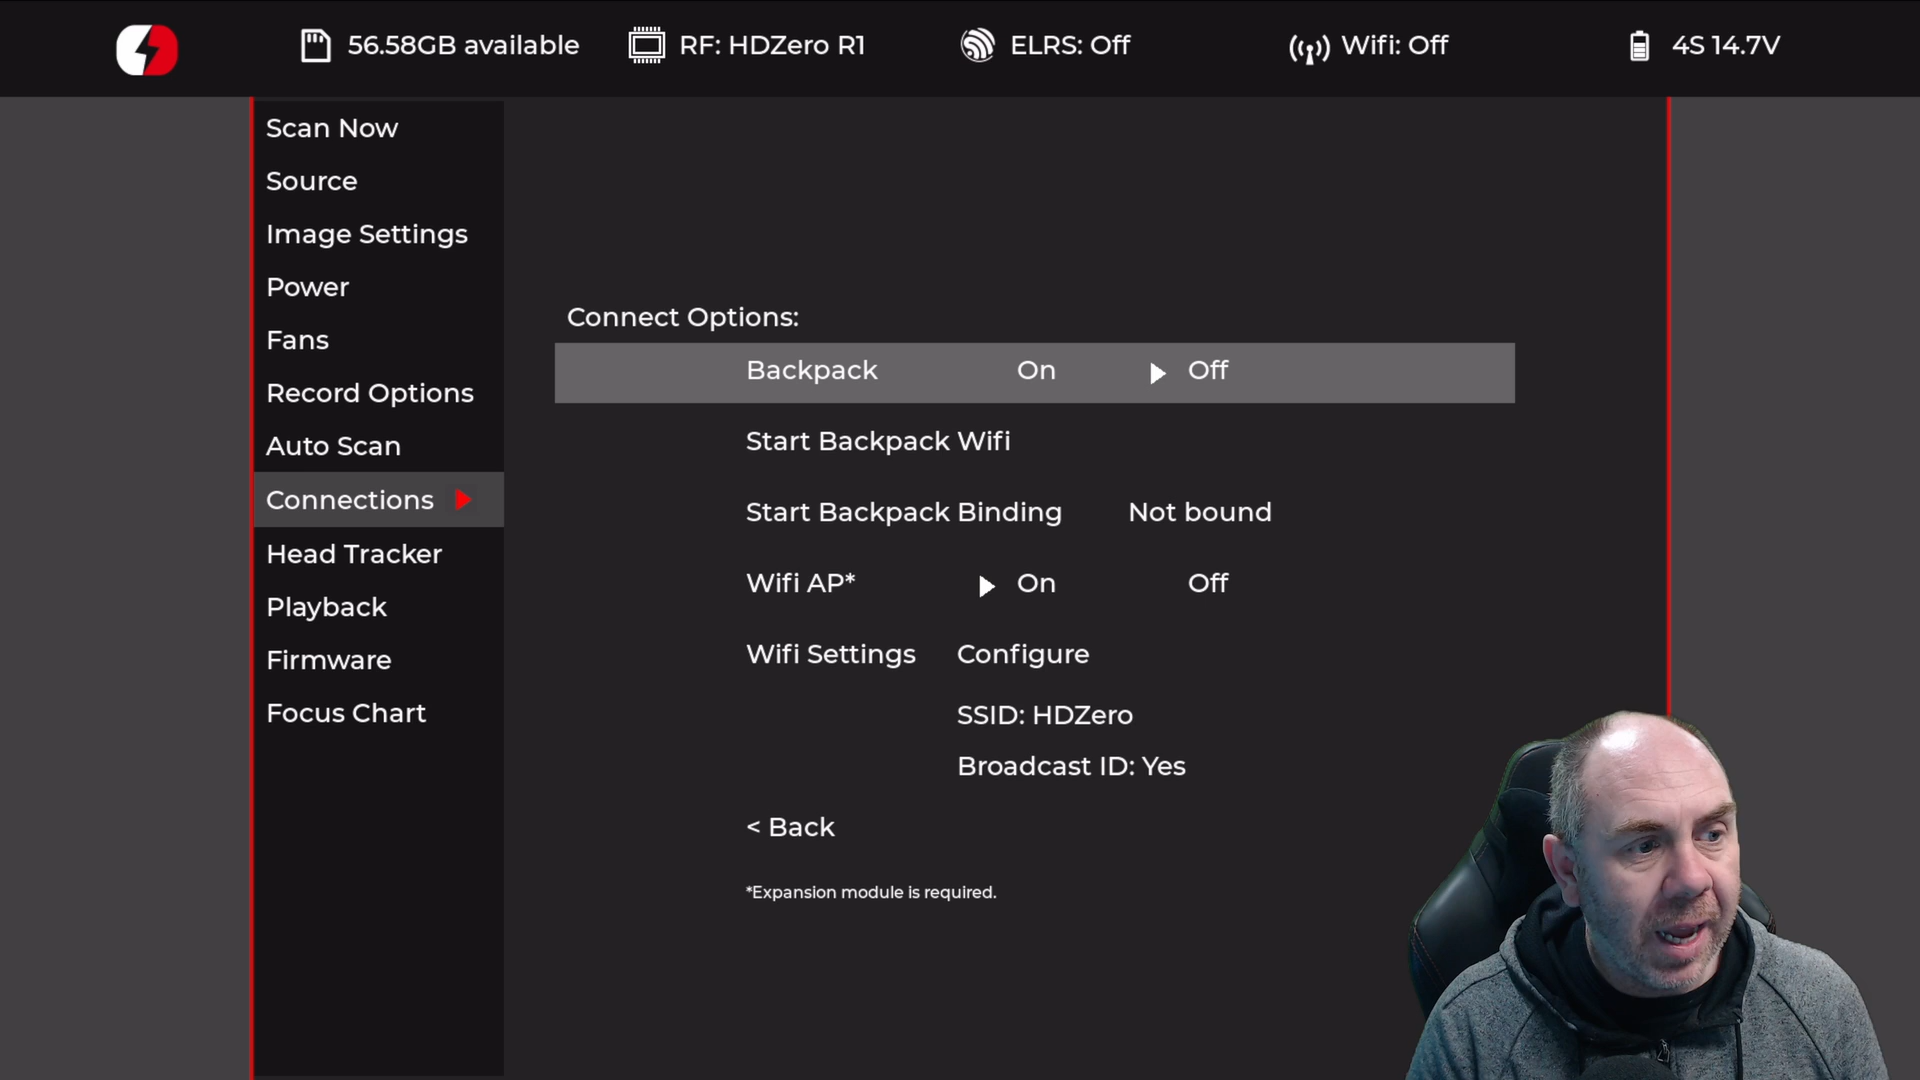 56.58GB available
RF: HDZero R1
ELRS: Off
Wifi: Off
4S 14.7V
Scan Now
Source
Image Settings
Power
Fans
Record Options
Auto Scan
Connections
Head Tracker
Playback
Firmware
Focus Chart
Connect Options:
Backpack On Off
Start Backpack Wifi
Start Backpack Binding Not bound
Wifi AP* On Off
Wifi Settings Configure
SSID: HDZero
Broadcast ID: Yes
< Back
*Expansion module is required.